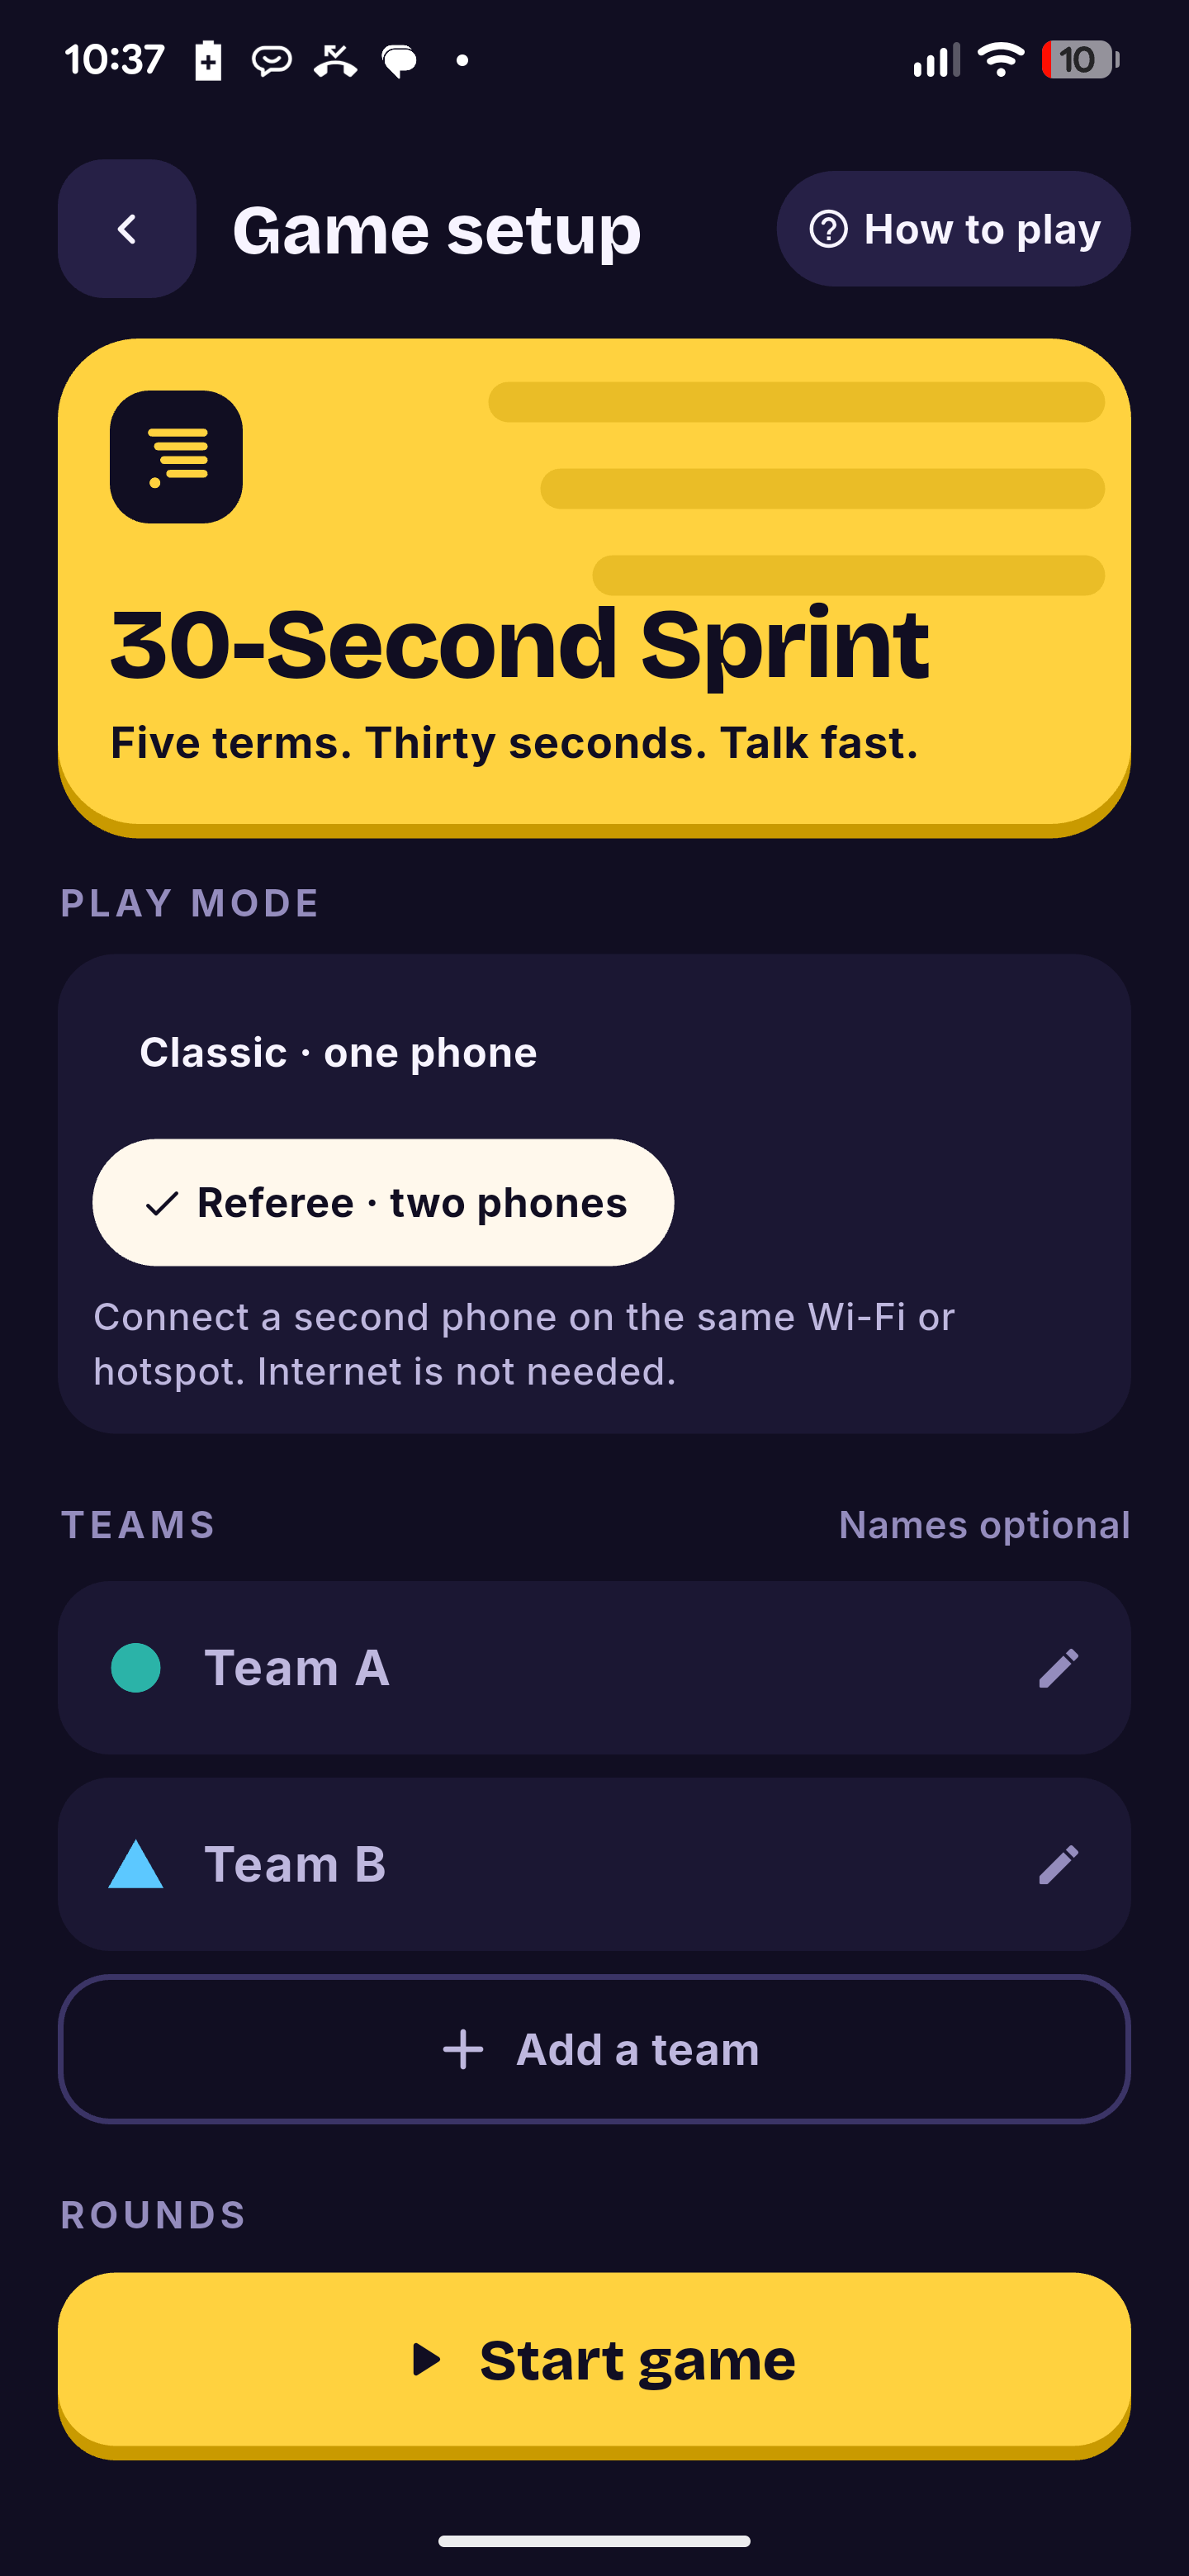 10:37
10
Game setup
How to play
30-Second Sprint
Five terms. Thirty seconds. Talk fast.
PLAY MODE
Classic · one phone
Referee · two phones
Connect a second phone on the same Wi-Fi or
hotspot. Internet is not needed.
TEAMS
Names optional
Team A
Team B
Add a team
ROUNDS
Start game